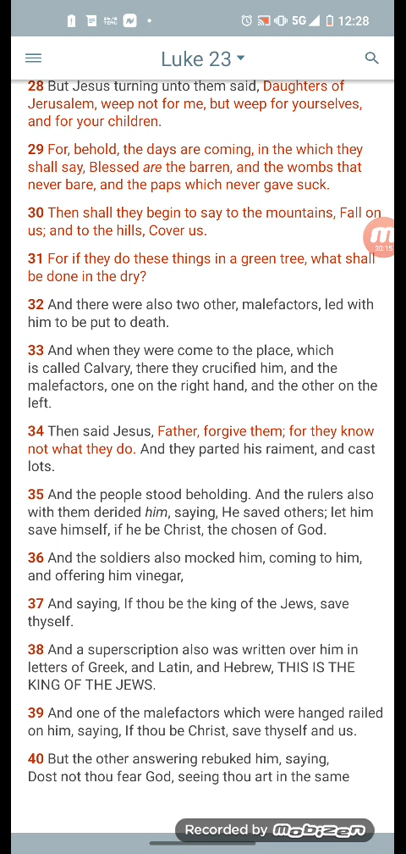 5G 12:28
Luke 23
28 But Jesus turning unto them said, Daughters of
Jerusalem, weep not for me, but weep for yourselves,
and for your children.
29 For, behold, the days are coming, in the which they
shall say, Blessed are the barren, and the wombs that
never bare, and the paps which never gave suck.
30 Then shall they begin to say to the mountains, Fall on
us; and to the hills, Cover us.
30:15
31 For if they do these things in a green tree, what shall
be done in the dry?
32 And there were also two other, malefactors, led with
him to be put to death.
33 And when they were come to the place, which
is called Calvary, there they crucified him, and the
malefactors, one on the right hand, and the other on the
left.
34 Then said Jesus, Father, forgive them; for they know
not what they do. And they parted his raiment, and cast
lots.
35 And the people stood beholding. And the rulers also
with them derided him, saying, He saved others; let him
save himself, if he be Christ, the chosen of God.
36 And the soldiers also mocked him, coming to him,
and offering him vinegar,
37 And saying, If thou be the king of the Jews, save
thyself.
38 And a superscription also was written over him in
letters of Greek, and Latin, and Hebrew, THIS IS THE
KING OF THE JEWS.
39 And one of the malefactors which were hanged railed
on him, saying, If thou be Christ, save thyself and us.
40 But the other answering rebuked him, saying,
Dost not thou fear God, seeing thou art in the same
Recorded by mobizen